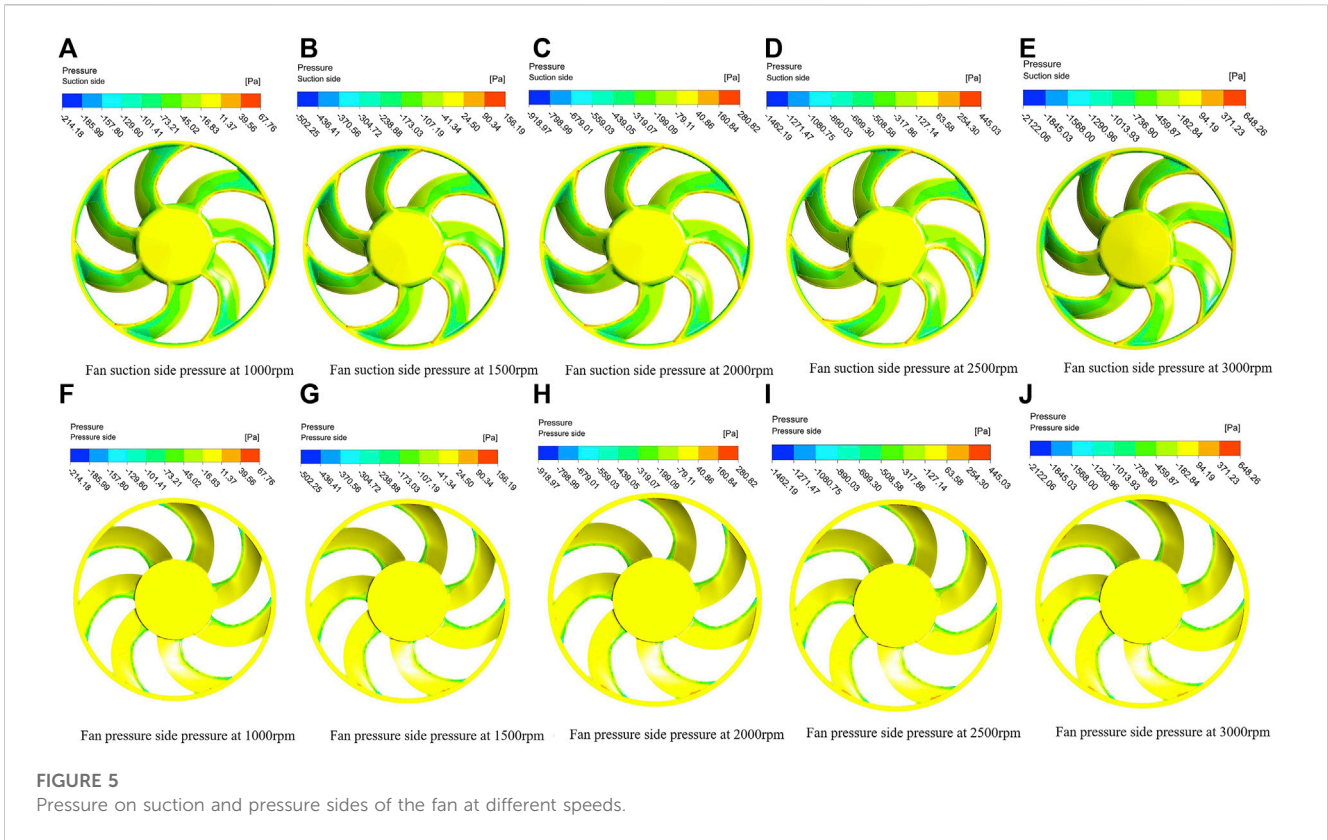 A
Pressure
Suction side
[Pa]
-214.18 -185.99 -157.80 -129.60 -101.41 -73.21 -45.02 -16.83 11.37 39.56 67.76
Fan suction side pressure at 1000rpm
B
Pressure
Suction side
[Pa]
-502.25 -436.41 -370.56 -304.72 -238.88 -173.03 -107.19 -41.34 24.50 90.34 156.19
Fan suction side pressure at 1500rpm
C
Pressure
Suction side
[Pa]
-918.97 -798.99 -679.01 -559.03 -439.05 -319.07 -199.09 -79.11 40.86 160.84 280.82
Fan suction side pressure at 2000rpm
D
Pressure
Suction side
[Pa]
-1462.19 -1271.47 -1080.75 -890.03 -699.30 -508.58 -317.86 -127.14 63.58 254.30 445.03
Fan suction side pressure at 2500rpm
E
Pressure
Suction side
[Pa]
-2122.06 -1845.03 -1568.00 -1290.96 -1013.93 -736.90 -459.87 -182.84 94.19 371.23 648.26
Fan suction side pressure at 3000rpm
F
Pressure
Pressure side
[Pa]
-214.18 -185.99 -157.80 -129.60 -101.41 -73.21 -45.02 -16.83 11.37 39.56 67.76
Fan pressure side pressure at 1000rpm
G
Pressure
Pressure side
[Pa]
-502.25 -436.41 -370.56 -304.72 -238.88 -173.03 -107.19 -41.34 24.50 90.34 156.19
Fan pressure side pressure at 1500rpm
H
Pressure
Pressure side
[Pa]
-918.97 -798.99 -679.01 -559.03 -439.05 -319.07 -199.09 -79.11 40.86 160.84 280.82
Fan pressure side pressure at 2000rpm
I
Pressure
Pressure side
[Pa]
-1462.19 -1271.47 -1080.75 -890.03 -699.30 -508.58 -317.86 -127.14 63.58 254.30 445.03
Fan pressure side pressure at 2500rpm
J
Pressure
Pressure side
[Pa]
-2122.06 -1845.03 -1568.00 -1290.96 -1013.93 -736.90 -459.87 -182.84 94.19 371.23 648.26
Fan pressure side pressure at 3000rpm
FIGURE 5
Pressure on suction and pressure sides of the fan at different speeds.